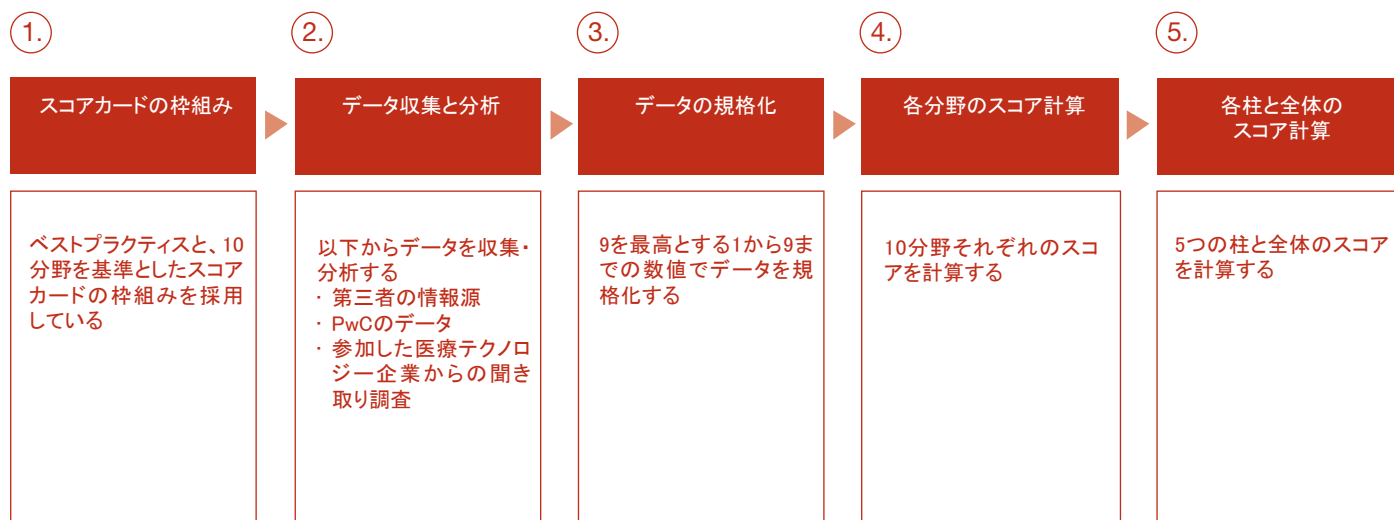 1.
スコアカードの枠組み
ベストプラクティスと、10
分野を基準としたスコア
カードの枠組みを採用
している
2.
データ収集と分析
以下からデータを収集・
分析する
・ 第三者の情報源
・ PwCのデータ
・ 参加した医療テクノロ
ジー企業からの聞き
取り調査
3.
データの規格化
9を最高とする1から9ま
での数値でデータを規
格化する
4.
各分野のスコア計算
10分野それぞれのスコ
アを計算する
5.
各柱と全体の
スコア計算
5つの柱と全体のスコア
を計算する